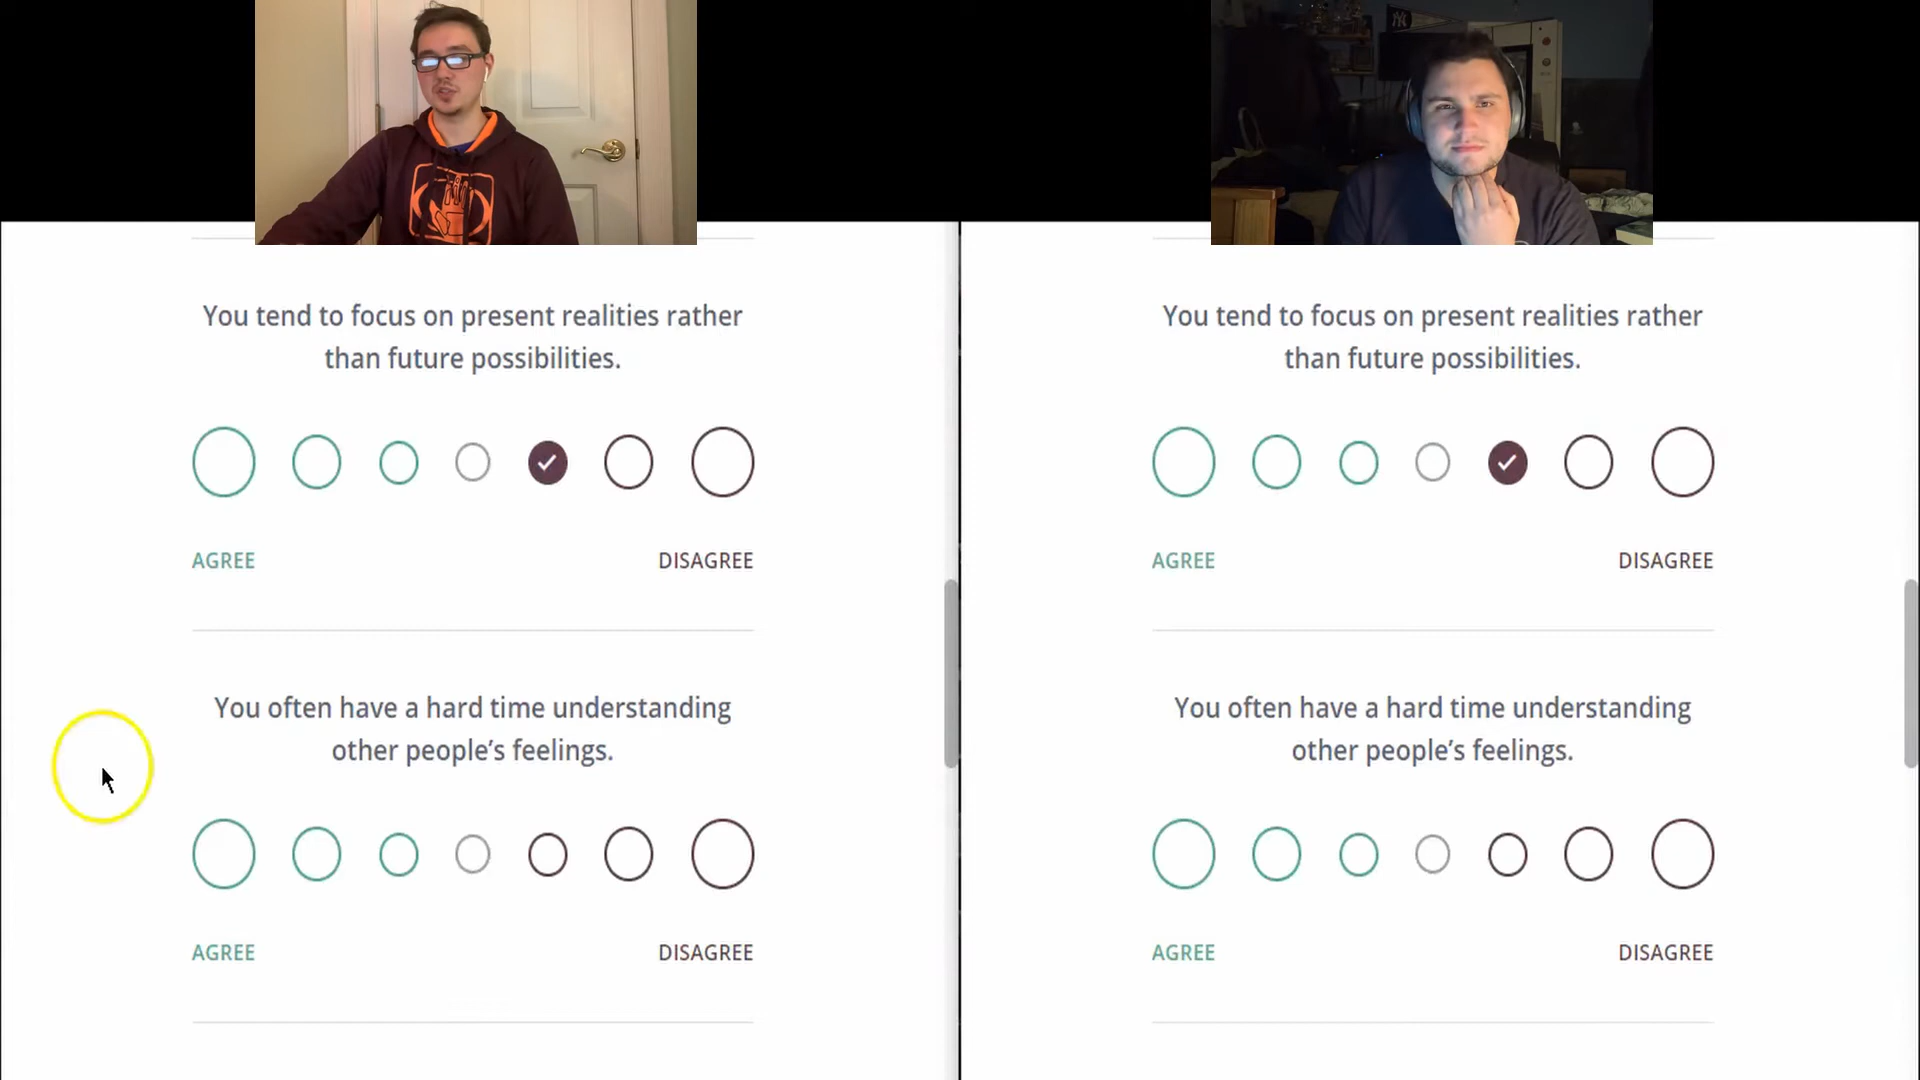 You tend to focus on present realities rather
than future possibilities.
AGREE
DISAGREE
You often have a hard time understanding
other people’s feelings.
AGREE
DISAGREE
You tend to focus on present realities rather
than future possibilities.
AGREE
DISAGREE
You often have a hard time understanding
other people’s feelings.
AGREE
DISAGREE